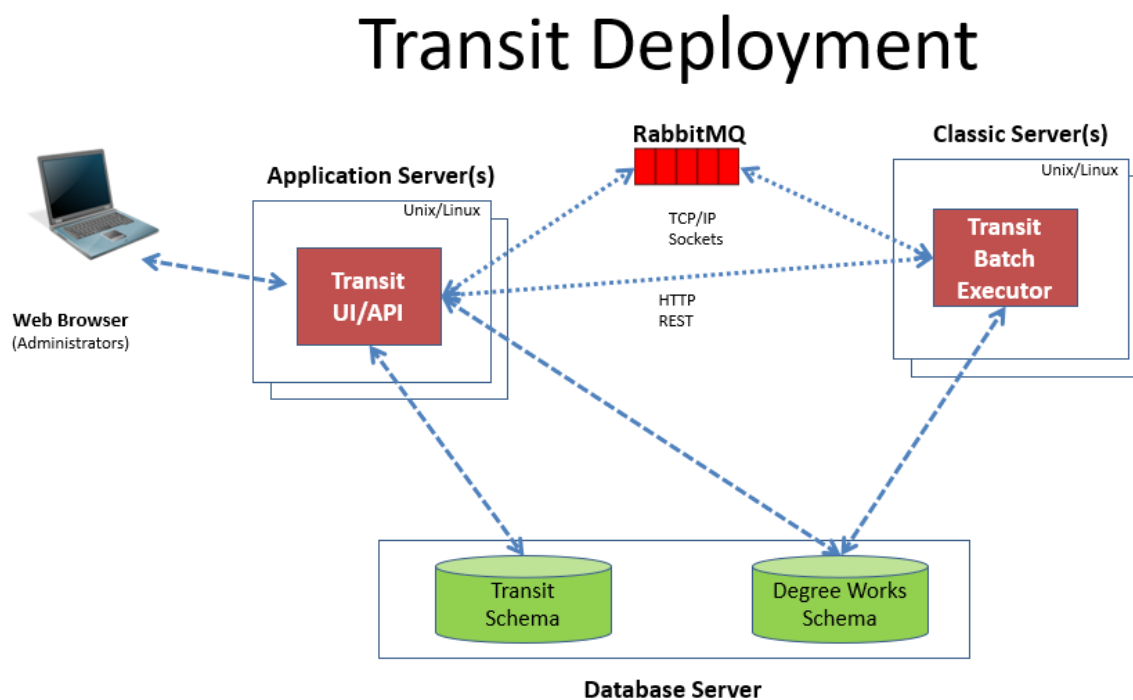 Transit Deployment
RabbitMQ
Classic Server(s)
Application Server(s)
Unix/Linux
Unix/Linux
TCP/IP
Sockets
Transit
Batch
Executor
Transit
UI/API
HTTP
REST
Web Browser
(Administrators)
Transit
Schema
Degree Works
Schema
Database Server